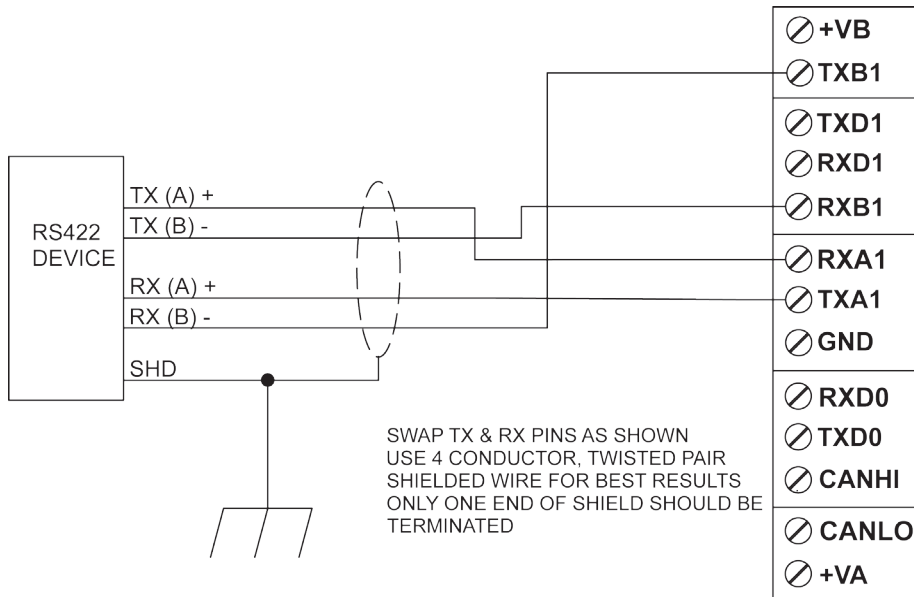 RS422
DEVICE
TX (A) +
TX (B) -
RX (A) +
RX (B) -
SHD
SWAP TX & RX PINS AS SHOWN
USE 4 CONDUCTOR, TWISTED PAIR
SHIELDED WIRE FOR BEST RESULTS
ONLY ONE END OF SHIELD SHOULD BE
TERMINATED
+VB
TXB1
TXD1
RXD1
RXB1
RXA1
TXA1
GND
RXD0
TXD0
CANHI
CANLO
+VA